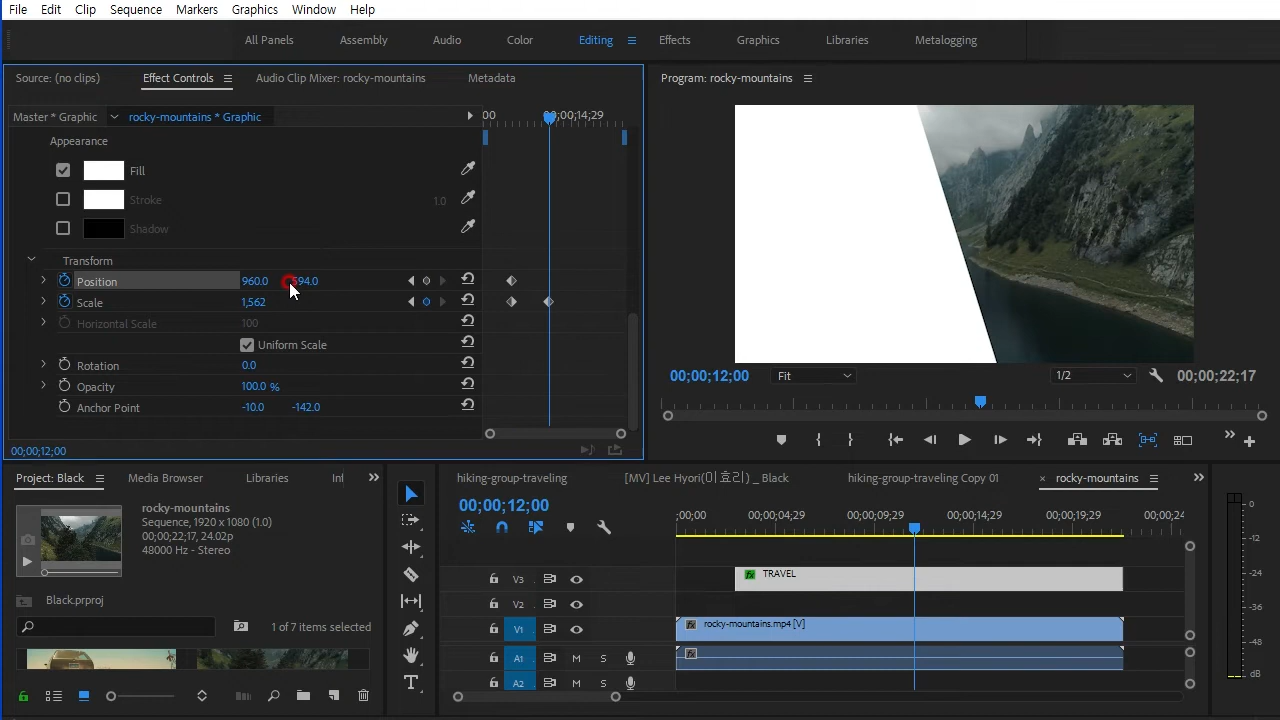 File Edit Clip Sequence Markers Graphics Window Help
All Panels Assembly Audio Color Editing Effects Graphics Libraries Metalogging
Source: (no clips) Effect Controls Audio Clip Mixer: rocky-mountains Metadata
Program: rocky-mountains
Master * Graphic rocky-mountains * Graphic
00 00;00;14;29
Appearance
Fill
Stroke 1.0
Shadow
Transform
Position 960.0 594.0
Scale 1,562
Horizontal Scale 100
Uniform Scale
Rotation 0.0
Opacity 100.0 %
Anchor Point -10.0 -142.0
00;00;12;00
00;00;12;00 Fit 1/2 00;00;22;17
Project: Black Media Browser Libraries
rocky-mountains
Sequence, 1920 x 1080 (1.0)
00;00;22;17, 24.02p
48000 Hz - Stereo
Black.prproj
1 of 7 items selected
hiking-group-traveling [MV] Lee Hyori(이효리) _ Black hiking-group-traveling Copy 01 × rocky-mountains
00;00;12;00
;00;00 00;00;04;29 00;00;09;29 00;00;14;29 00;00;19;29 00;00;24
V3 TRAVEL
V2
V1 rocky-mountains.mp4 [V]
A1 M S
A2 M S
0
-12
-24
-36
-48
dB